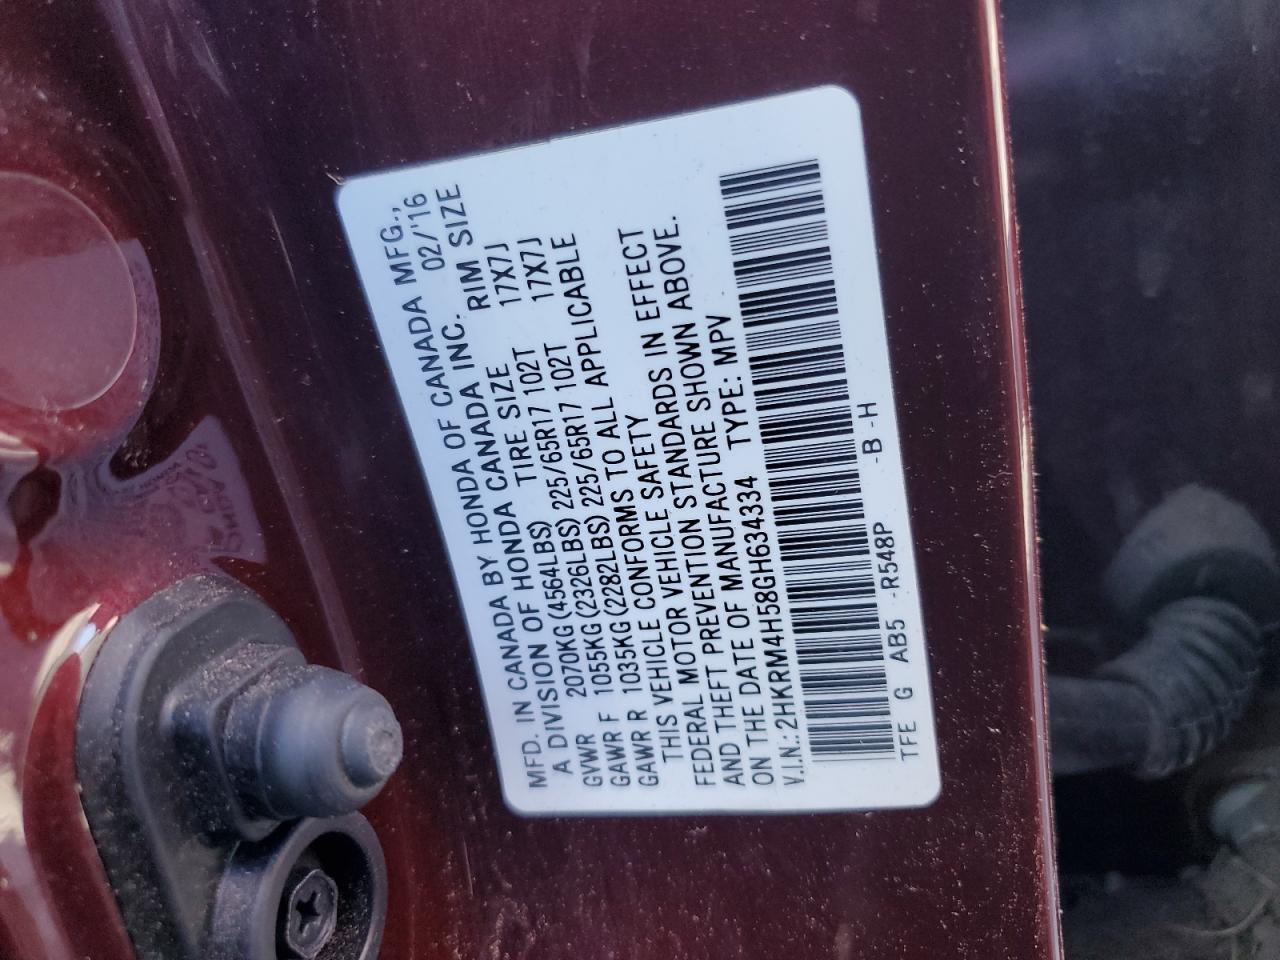 MFD. IN CANADA BY HONDA OF CANADA MFG.,
A DIVISION OF HONDA CANADA INC. 02/'16
TIRE SIZE RIM SIZE
GVWR 2070KG (4564LBS)
GAWR F 1055KG (2326LBS) 225/65R17 102T 17X7J
GAWR R 1035KG (2282LBS) 225/65R17 102T 17X7J
THIS VEHICLE CONFORMS TO ALL APPLICABLE
FEDERAL MOTOR VEHICLE SAFETY
AND THEFT PREVENTION STANDARDS IN EFFECT
ON THE DATE OF MANUFACTURE SHOWN ABOVE.
V.I.N.: 2HKRM4H58GH634334 TYPE: MPV
TFE G AB5 -R548P -B -H